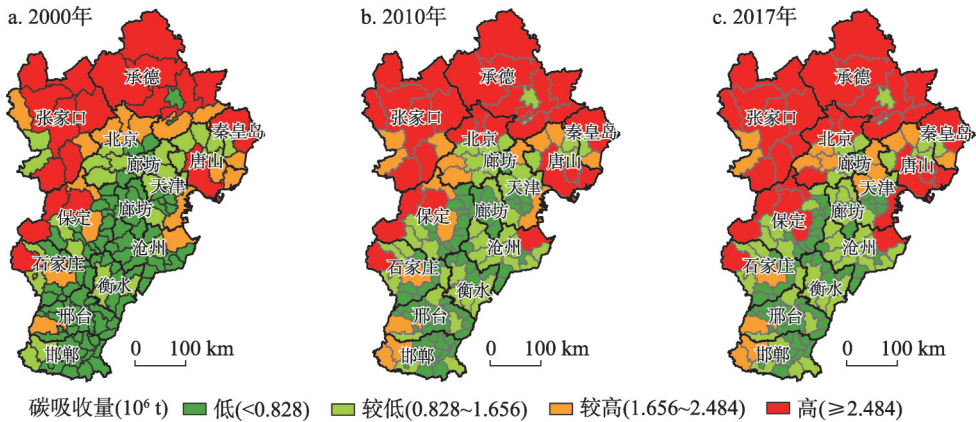 a. 2000年
承德
张家口
北京
秦皇岛
廊坊
唐山
天津
保定
廊坊
沧州
石家庄
衡水
邢台
邯郸
0 100 km
b. 2010年
承德
张家口
北京
秦皇岛
廊坊
唐山
天津
保定
廊坊
沧州
石家庄
衡水
邢台
邯郸
0 100 km
c. 2017年
承德
张家口
北京
秦皇岛
廊坊
唐山
天津
保定
廊坊
沧州
石家庄
衡水
邢台
邯郸
0 100 km
碳吸收量(10⁶ t) 低(<0.828) 较低(0.828~1.656) 较高(1.656~2.484) 高(≥2.484)